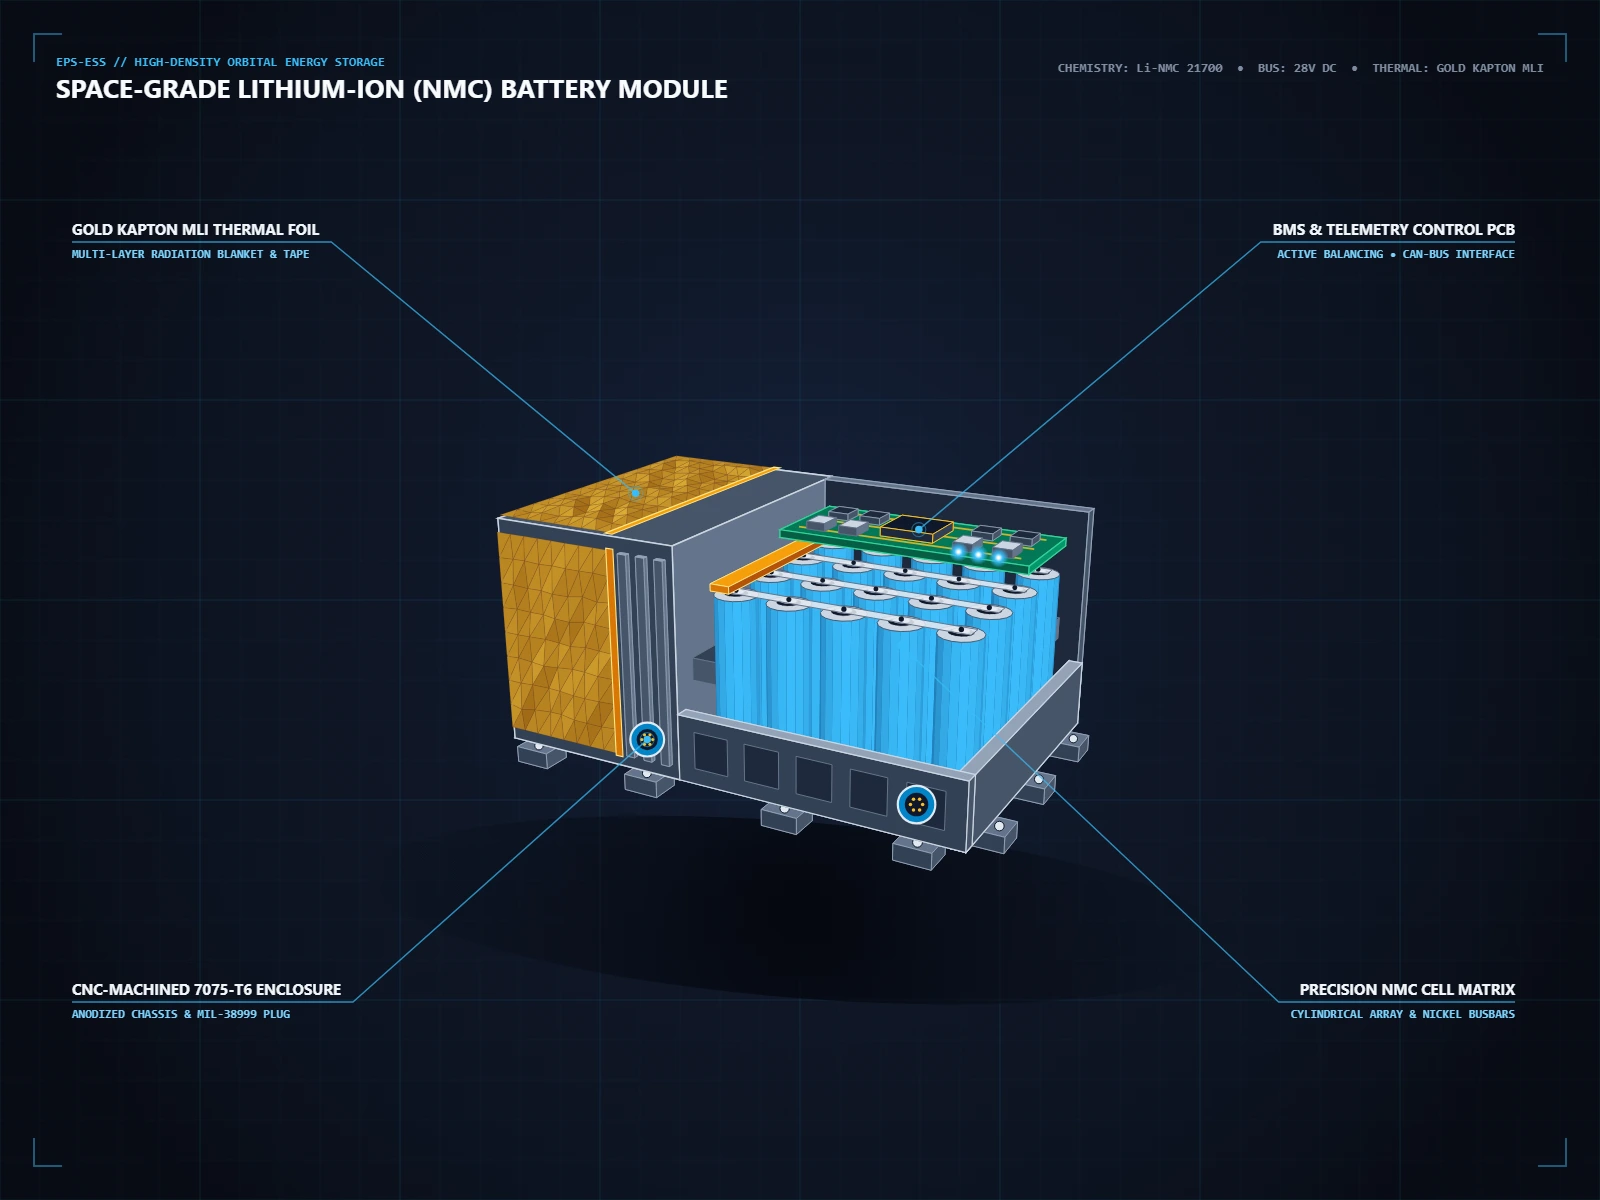 EPS-ESS // HIGH-DENSITY ORBITAL ENERGY STORAGE
SPACE-GRADE LITHIUM-ION (NMC) BATTERY MODULE
CHEMISTRY: Li-NMC 21700 ● BUS: 28V DC ● THERMAL: GOLD KAPTON MLI
GOLD KAPTON MLI THERMAL FOIL
MULTI-LAYER RADIATION BLANKET & TAPE
BMS & TELEMETRY CONTROL PCB
ACTIVE BALANCING ● CAN-BUS INTERFACE
CNC-MACHINED 7075-T6 ENCLOSURE
ANODIZED CHASSIS & MIL-38999 PLUG
PRECISION NMC CELL MATRIX
CYLINDRICAL ARRAY & NICKEL BUSBARS